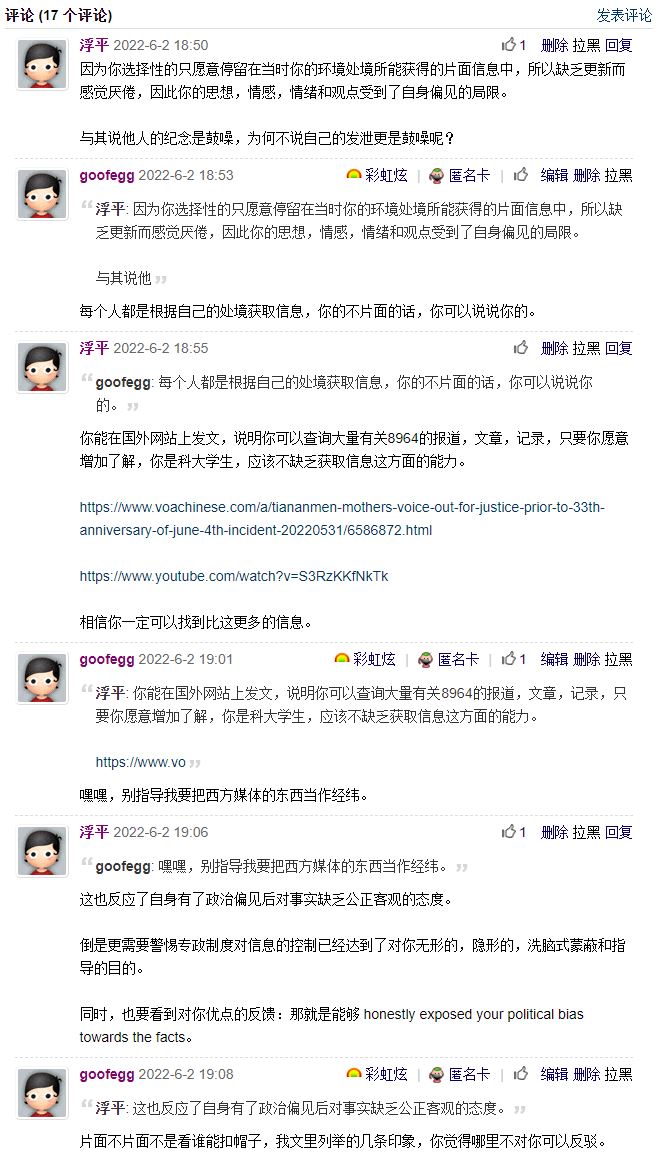 评论 (17 个评论) 发表评论
浮平 2022-6-2 18:50 1 删除 拉黑 回复
因为你选择性的只愿意停留在当时你的环境处境所能获得的片面信息中，所以缺乏更新而
感觉厌倦，因此你的思想，情感，情绪和观点受到了自身偏见的局限。
与其说他人的纪念是鼓噪，为何不说自己的发泄更是鼓噪呢？
goofegg 2022-6-2 18:53 彩虹炫 | 匿名卡 | 编辑 删除 拉黑
“浮平: 因为你选择性的只愿意停留在当时你的环境处境所能获得的片面信息中，所以缺
乏更新而感觉厌倦，因此你的思想，情感，情绪和观点受到了自身偏见的局限。
与其说他”
每个人都是根据自己的处境获取信息，你的不片面的话，你可以说说你的。
浮平 2022-6-2 18:55 删除 拉黑 回复
“goofegg: 每个人都是根据自己的处境获取信息，你的不片面的话，你可以说说你
的。”
你能在国外网站上发文，说明你可以查询大量有关8964的报道，文章，记录，只要你愿意
增加了解，你是科大学生，应该不缺乏获取信息这方面的能力。
https://www.voachinese.com/a/tiananmen-mothers-voice-out-for-justice-prior-to-33th-
anniversary-of-june-4th-incident-20220531/6586872.html
https://www.youtube.com/watch?v=S3RzKKfNkTk
相信你一定可以找到比这更多的信息。
goofegg 2022-6-2 19:01 彩虹炫 | 匿名卡 | 1 编辑 删除 拉黑
“浮平: 你能在国外网站上发文，说明你可以查询大量有关8964的报道，文章，记录，只
要你愿意增加了解，你是科大学生，应该不缺乏获取信息这方面的能力。
https://www.vo”
嘿嘿，别指导我要把西方媒体的东西当作经纬。
浮平 2022-6-2 19:06 1 删除 拉黑 回复
“goofegg: 嘿嘿，别指导我要把西方媒体的东西当作经纬。”
这也反应了自身有了政治偏见后对事实缺乏公正客观的态度。
倒是更需要警惕专政制度对信息的控制已经达到了对你无形的，隐形的，洗脑式蒙蔽和指
导的目的。
同时，也要看到对你优点的反馈：那就是能够 honestly exposed your political bias
towards the facts。
goofegg 2022-6-2 19:08 彩虹炫 | 匿名卡 | 编辑 删除 拉黑
“浮平: 这也反应了自身有了政治偏见后对事实缺乏公正客观的态度。”
片面不片面不是看谁能扣帽子，我文里列举的几条印象，你觉得哪里不对你可以反驳。